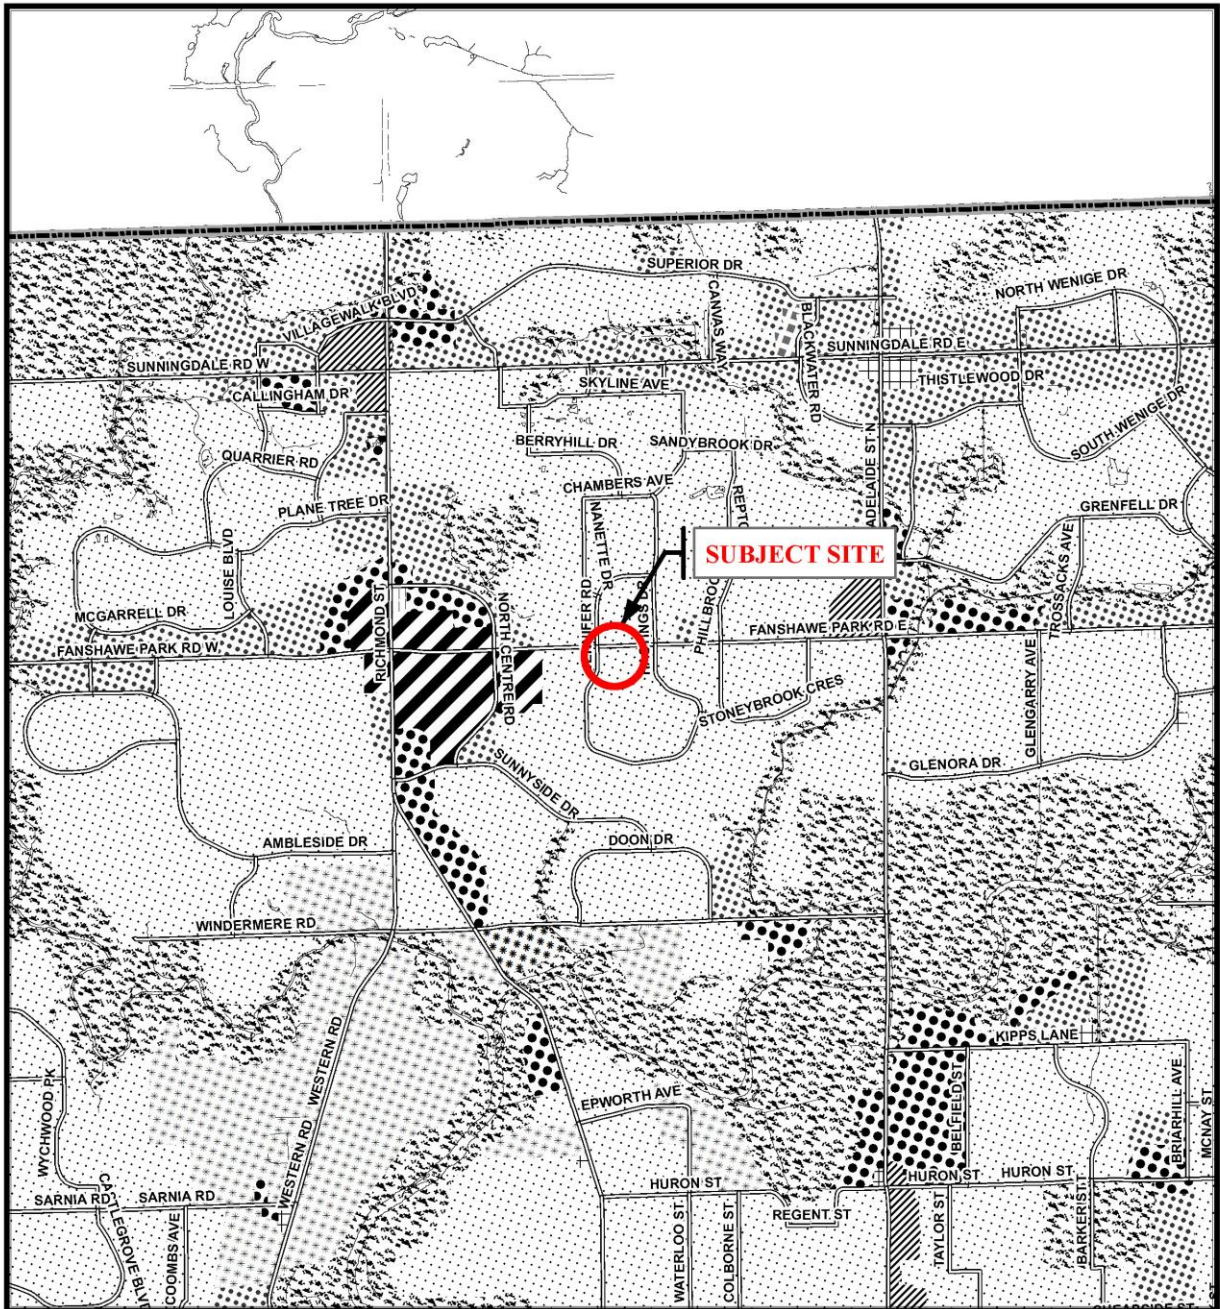 SUPERIOR DR
NORTH WENIGE DR
CANVAS WAY
VILLAGEWALK BLVD
BLACKWATER RD
SUNNINGDALE RD E
SUNNINGDALE RD W
THISTLEWOOD DR
SKYLINE AVE
CALLINGHAM DR
SOUTH WENIGE DR
BERRYHILL DR
SANDYBROOK DR
ADELAIDE ST N
QUARRIER RD
CHAMBERS AVE
PLANE TREE DR
GRENFELL DR
NANETTE DR
LOUISE BLVD
SUBJECT SITE
TROSSACKS AVE
MCGARRELL DR
RICHMOND ST
NORTH CENTRE RD
FANSHAWE PARK RD E
FANSHAWE PARK RD W
GLENGARRY AVE
STONEYBROOK CRES
GLENORA DR
SUNNYSIDE DR
AMBLESIDE DR
DOON DR
WINDERMERE RD
WESTERN RD
KIPPS LANE
WYCHWOOD PK
EPWORTH AVE
BELFIELD ST
BRIARHILL AVE
MCNAY ST
WESTERN RD
HURON ST
HURON ST
SARNIA RD
SARNIA RD
CASTLEGROVE BLVD
COOMBS AVE
WATERLOO ST
COLBORNE ST
REGENT ST
TAYLOR ST
BARKER ST